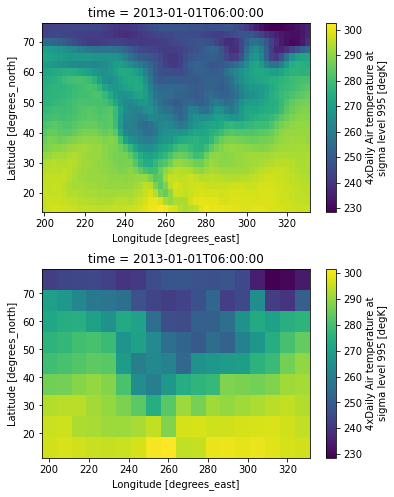 time = 2013-01-01T06:00:00
70
60
50
40
30
20
Latitude [degrees_north]
200 220 240 260 280 300 320
Longitude [degrees_east]
300
290
280
270
260
250
240
230
4xDaily Air temperature at
sigma level 995 [degK]
time = 2013-01-01T06:00:00
70
60
50
40
30
20
Latitude [degrees_north]
200 220 240 260 280 300 320
Longitude [degrees_east]
300
290
280
270
260
250
240
230
4xDaily Air temperature at
sigma level 995 [degK]